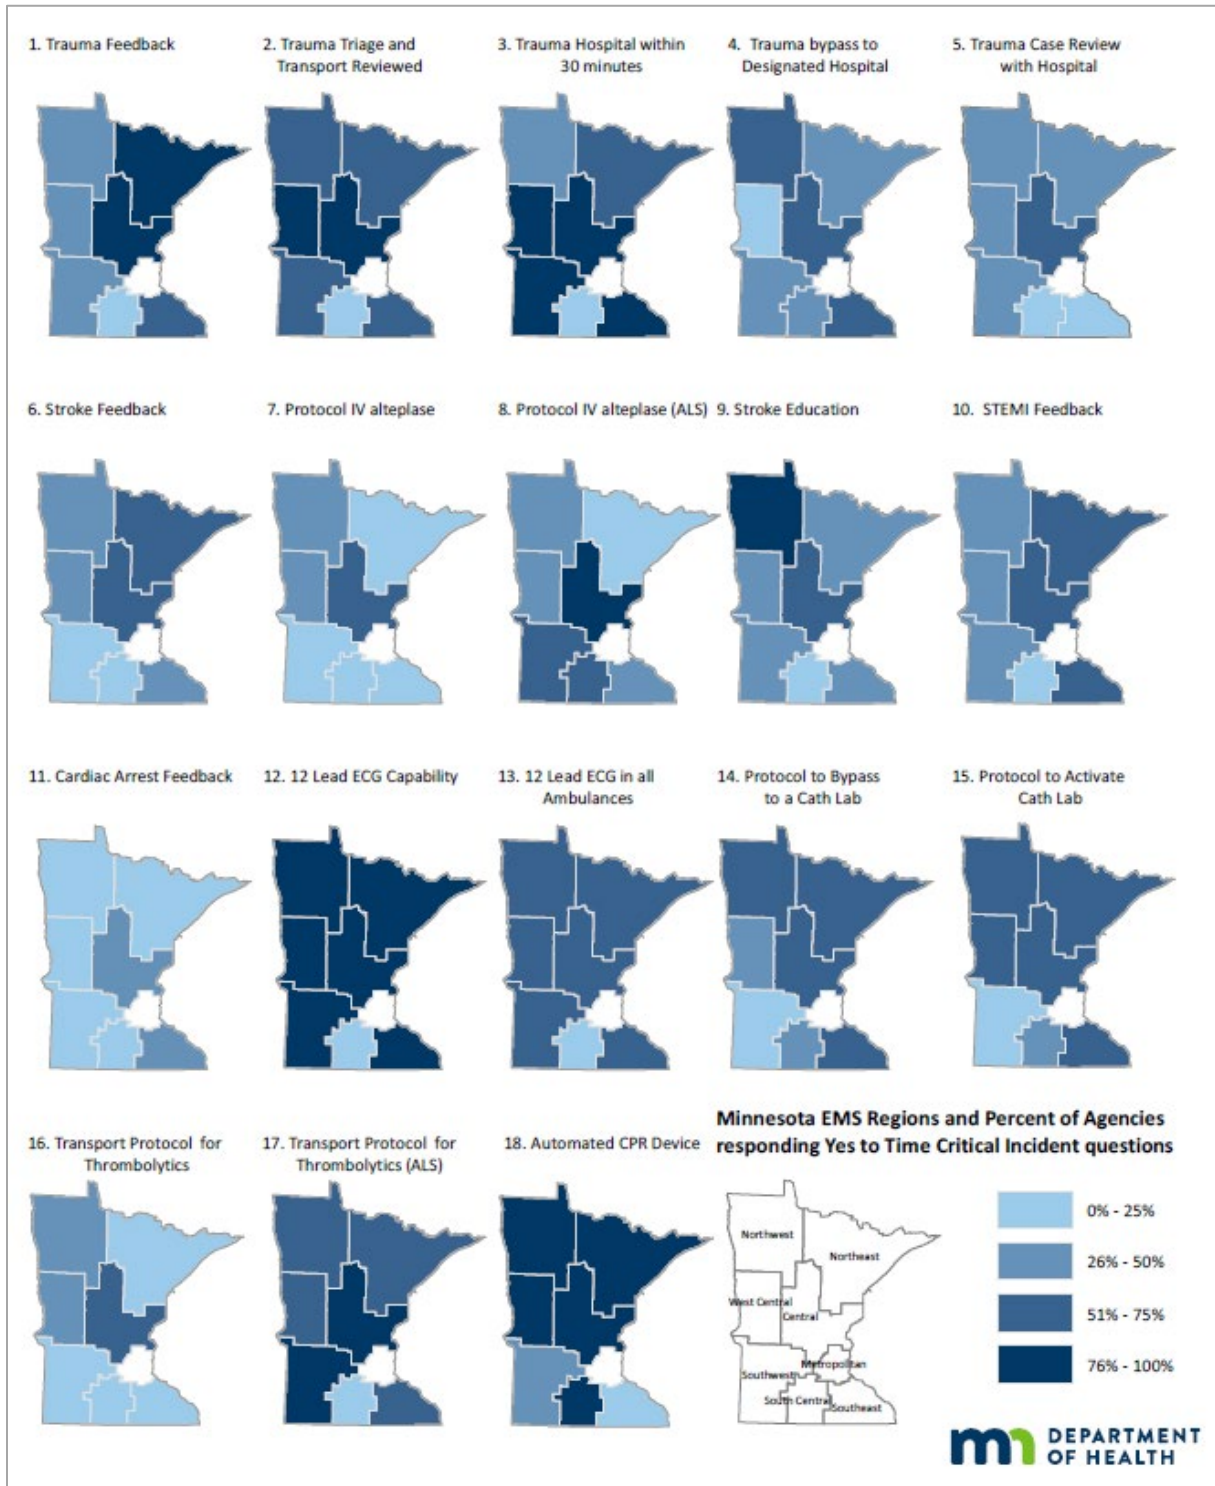 1. Trauma Feedback
2. Trauma Triage and
Transport Reviewed
3. Trauma Hospital within
30 minutes
4. Trauma bypass to
Designated Hospital
5. Trauma Case Review
with Hospital
6. Stroke Feedback
7. Protocol IV alteplase
8. Protocol IV alteplase (ALS)
9. Stroke Education
10. STEMI Feedback
11. Cardiac Arrest Feedback
12. 12 Lead ECG Capability
13. 12 Lead ECG in all
Ambulances
14. Protocol to Bypass
to a Cath Lab
15. Protocol to Activate
Cath Lab
16. Transport Protocol for
Thrombolytics
17. Transport Protocol for
Thrombolytics (ALS)
18. Automated CPR Device
Minnesota EMS Regions and Percent of Agencies
responding Yes to Time Critical Incident questions
Northwest
Northeast
West Central
Central
Metropolitan
Southwest
South Central
Southeast
0% - 25%
26% - 50%
51% - 75%
76% - 100%
mn DEPARTMENT
OF HEALTH